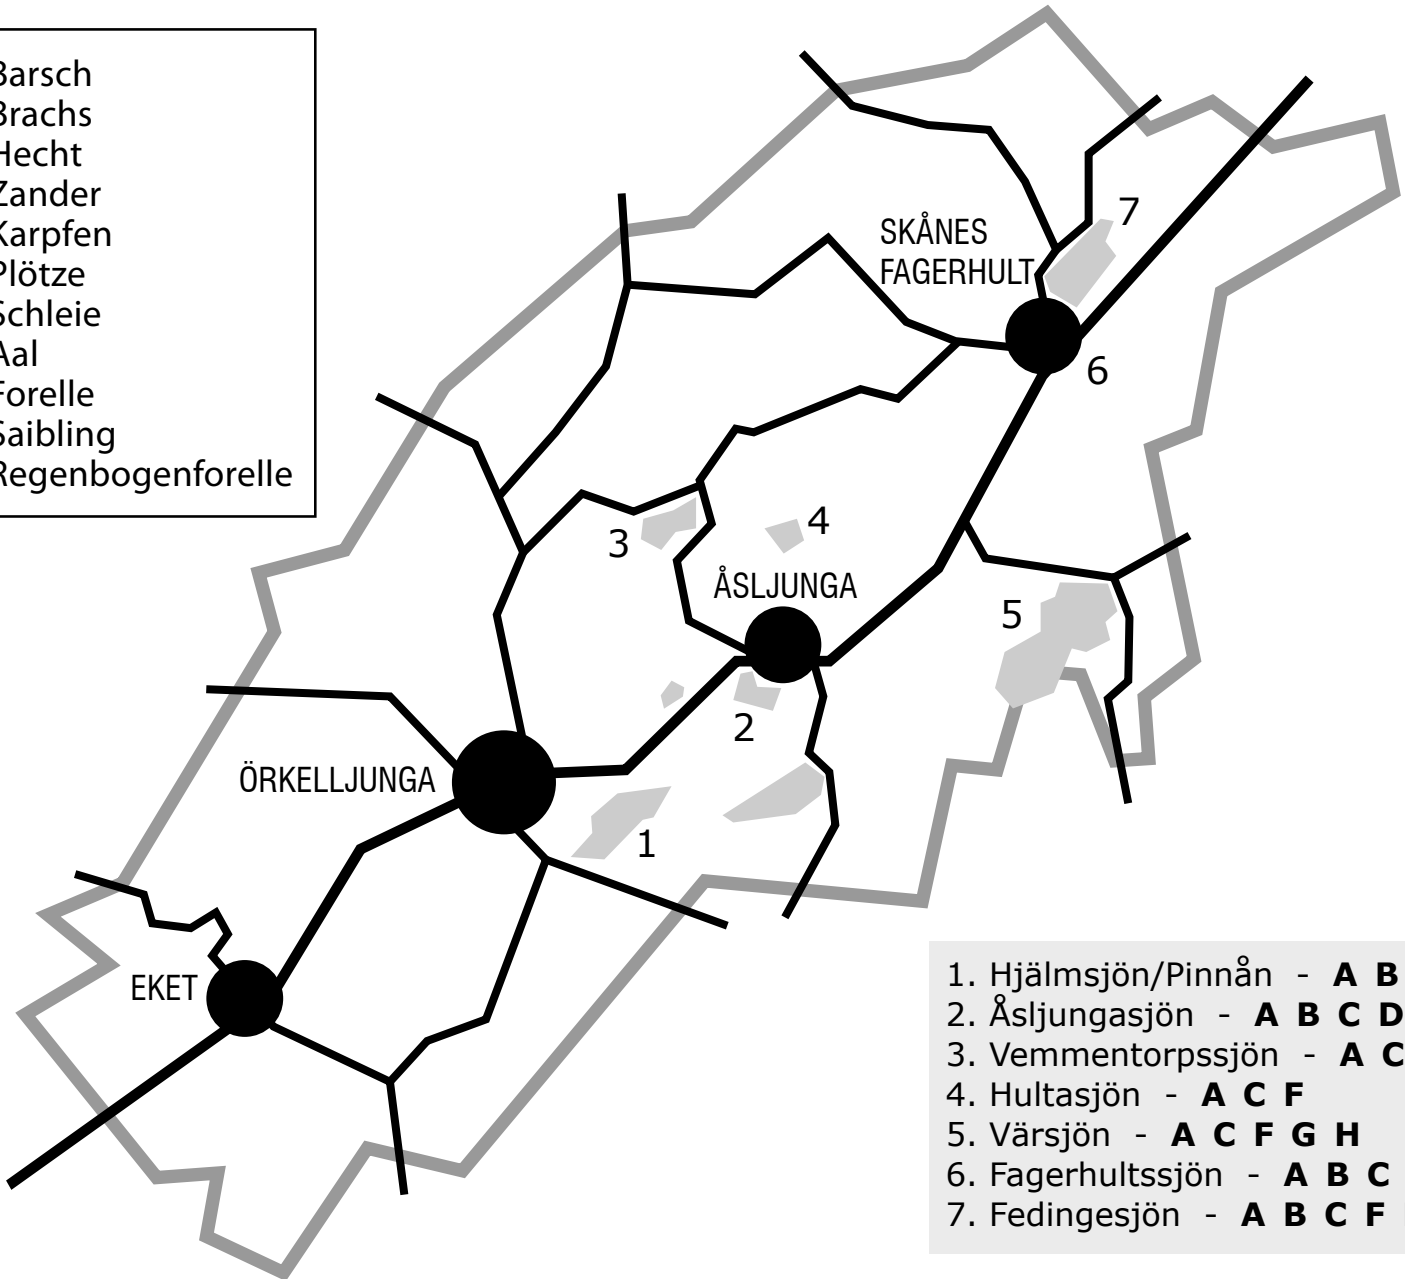 Barsch
Brachs
Hecht
Zander
Karpfen
Plötze
Schleie
Aal
Forelle
Saibling
Regenbogenforelle
7
SKÅNES
FAGERHULT
6
3
4
ÅSLJUNGA
5
2
ÖRKELLJUNGA
1
EKET
1. Hjälmsjön/Pinnån - A B
2. Åsljungasjön - A B C D
3. Vemmentorpssjön - A C
4. Hultasjön - A C F
5. Värsjön - A C F G H
6. Fagerhultssjön - A B C
7. Fedingesjön - A B C F